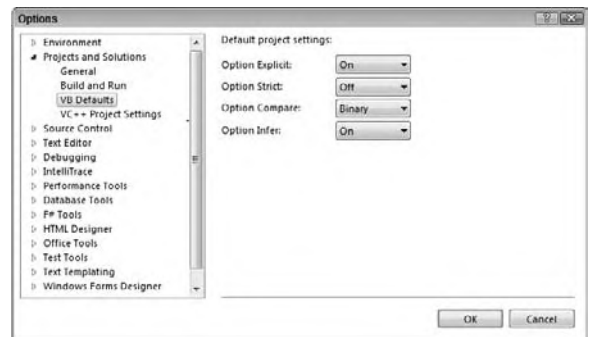 Options
Environment
Projects and Solutions
General
Build and Run
VB Defaults
VC++ Project Settings
Source Control
Text Editor
Debugging
IntelliTrace
Performance Tools
Database Tools
F# Tools
HTML Designer
Office Tools
Test Tools
Text Templating
Windows Forms Designer
Default project settings:
Option Explicit: On
Option Strict: Off
Option Compare: Binary
Option Infer: On
OK Cancel